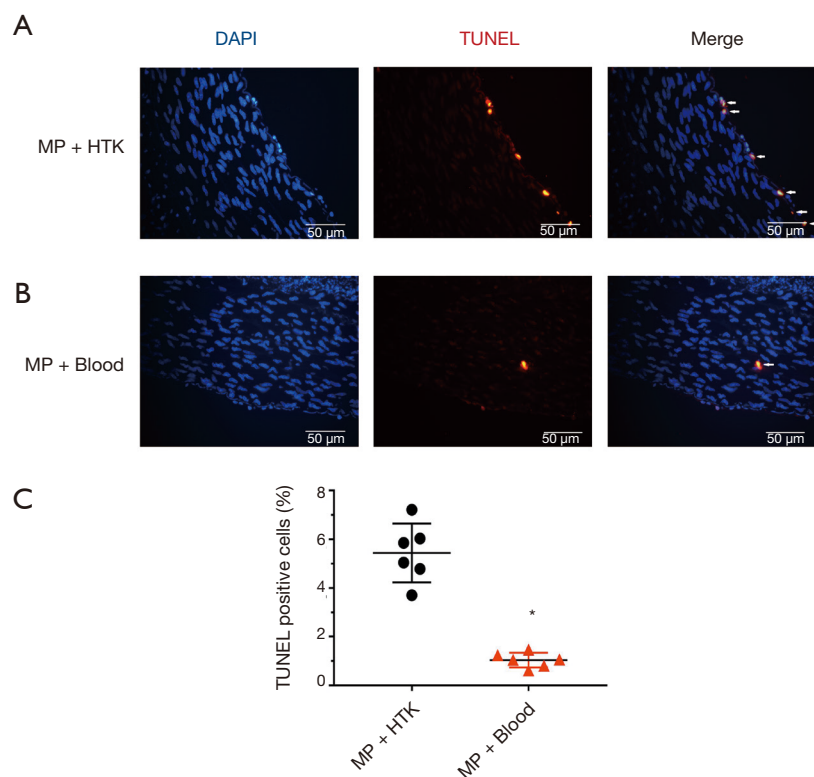 A
DAPI
TUNEL
Merge
MP + HTK
50 µm
50 µm
50 µm
B
MP + Blood
50 µm
50 µm
50 µm
C
TUNEL positive cells (%)
8
6
4
2
0
*
MP + HTK
MP + Blood